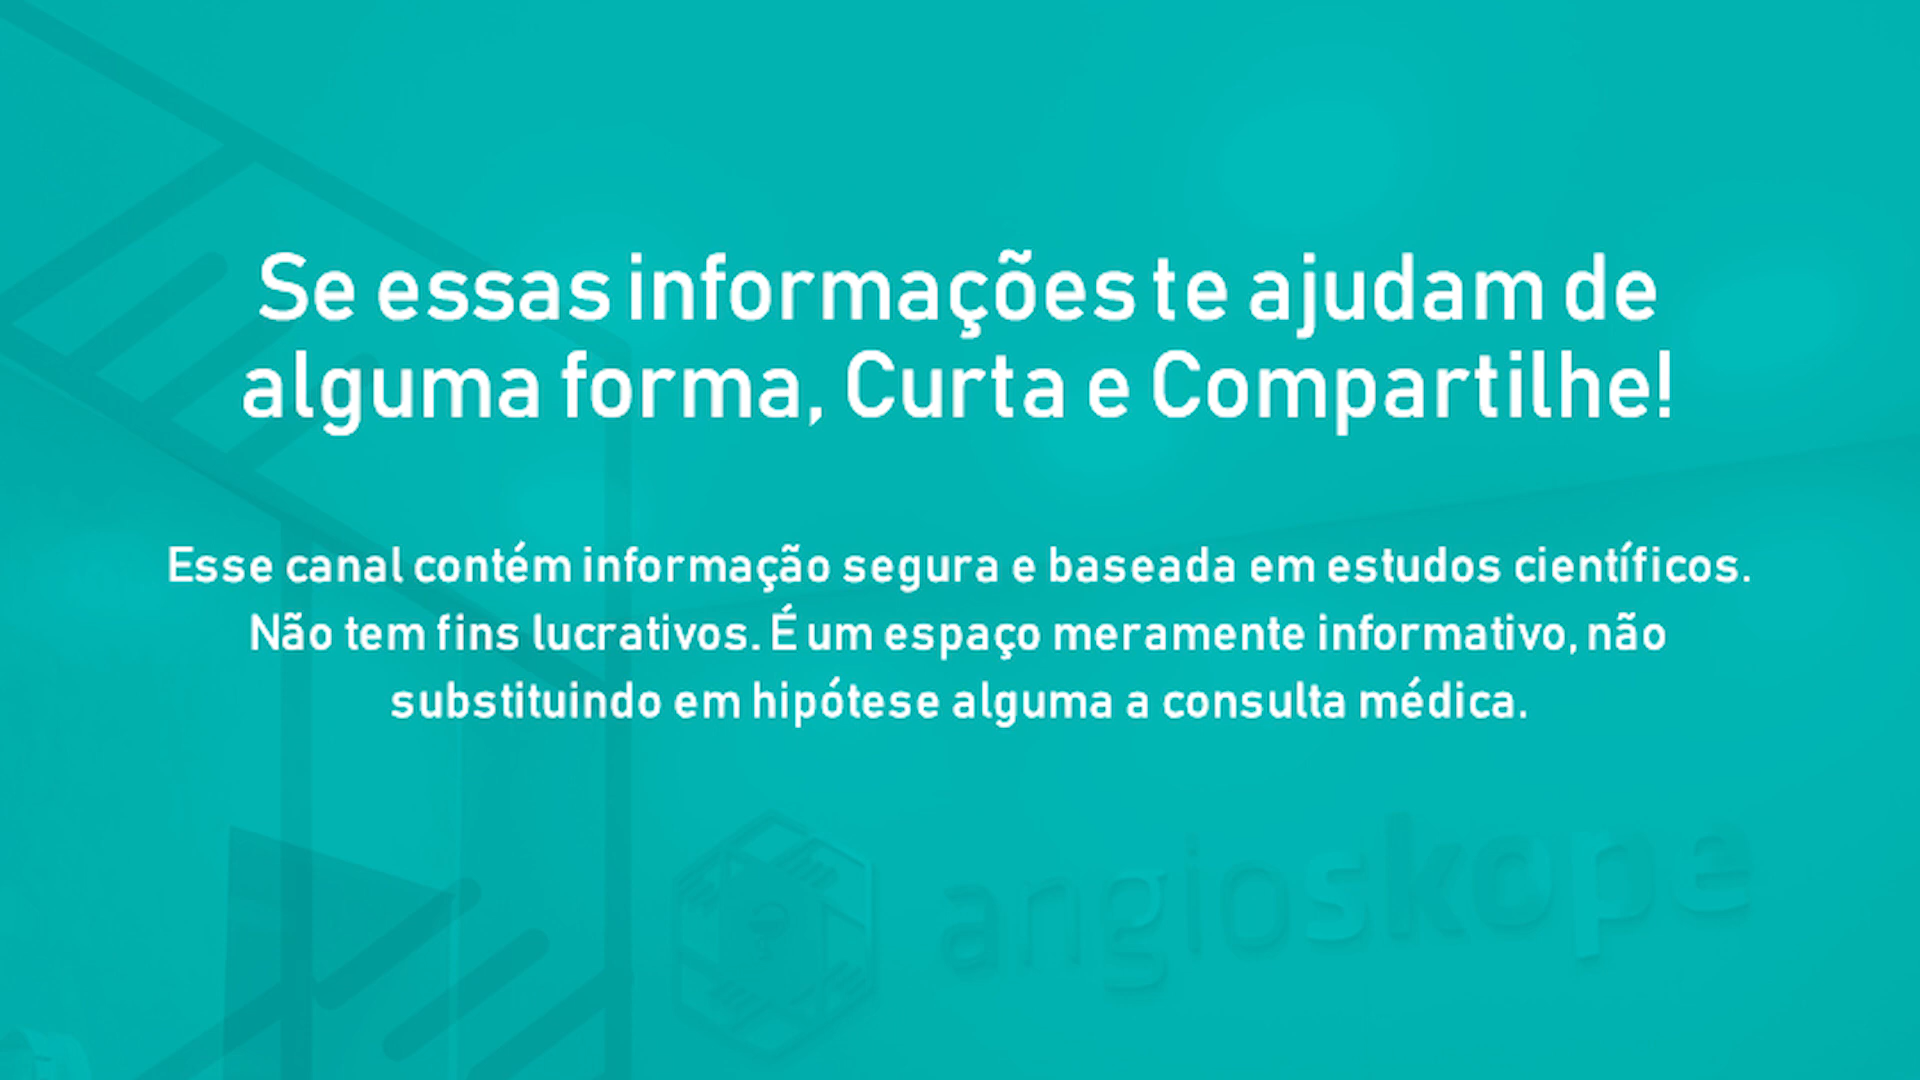 Se essas informações te ajudam de
alguma forma, Curta e Compartilhe!
Esse canal contém informação segura e baseada em estudos científicos.
Não tem fins lucrativos. É um espaço meramente informativo, não
substituindo em hipótese alguma a consulta médica.
angioskope